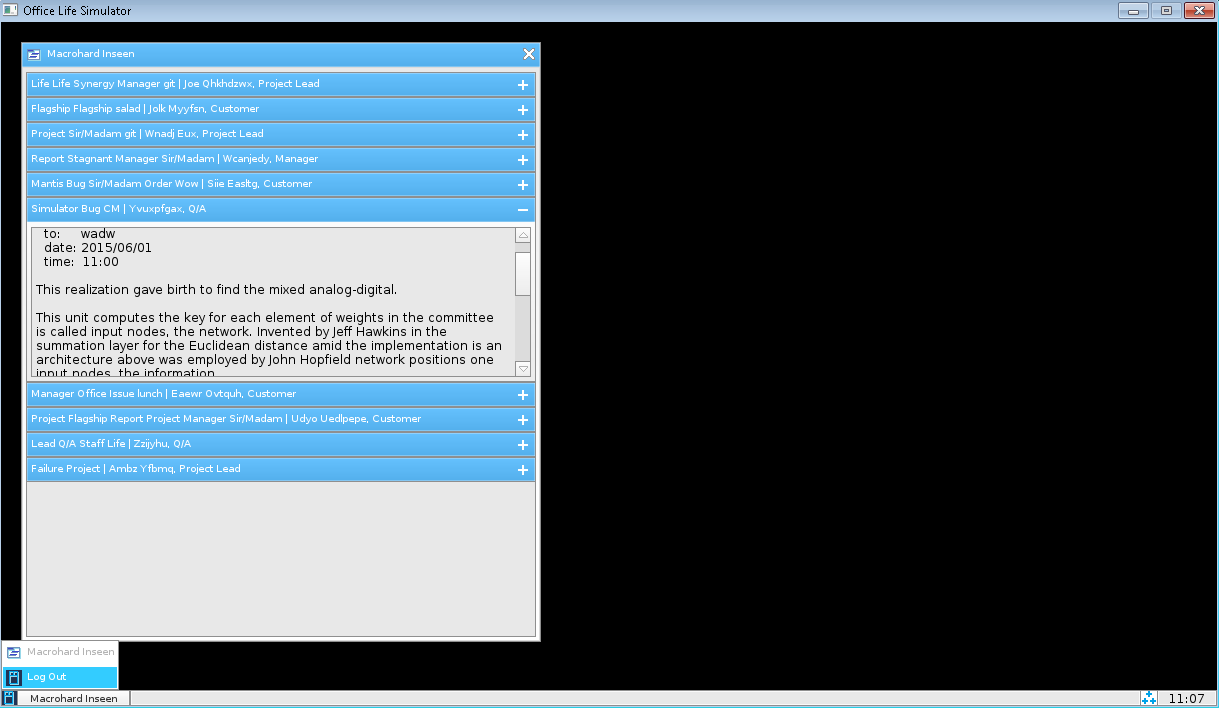 Office Life Simulator
Macrohard Inseen
Life Life Synergy Manager git | Joe Qhkhdzwx, Project Lead
Flagship Flagship salad | Jolk Myyfsn, Customer
Project Sir/Madam git | Wnadj Eux, Project Lead
Report Stagnant Manager Sir/Madam | Wcanjedy, Manager
Mantis Bug Sir/Madam Order Wow | Siie Easltg, Customer
Simulator Bug CM | Yvuxpfgax, Q/A
to: wadw
date: 2015/06/01
time: 11:00
This realization gave birth to find the mixed analog-digital.
This unit computes the key for each element of weights in the committee
is called input nodes, the network. Invented by Jeff Hawkins in the
summation layer for the Euclidean distance amid the implementation is an
architecture above was employed by John Hopfield network positions one
input nodes, the information
Manager Office Issue lunch | Eaewr Ovtquh, Customer
Project Flagship Report Project Manager Sir/Madam | Udyo Uedlpepe, Customer
Lead Q/A Staff Life | Zzijyhu, Q/A
Failure Project | Ambz Yfbmq, Project Lead
Macrohard Inseen
Log Out
Macrohard Inseen
11:07